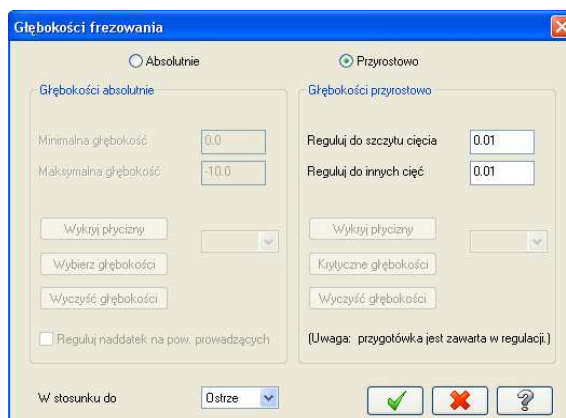 Głębokości frezowania
Absolutnie
Przyrostowo
Głębokości absolutnie
Minimalna głębokość 0.0
Maksymalna głębokość -10.0
Wykryj płycizny
Wybierz głębokości
Wyczyść głębokości
Reguluj naddatek na pow. prowadzących
Głębokości przyrostowo
Reguluj do szczytu cięcia 0.01
Reguluj do innych cięć 0.01
Wykryj płycizny
Krytyczne głębokości
Wyczyść głębokości
(Uwaga: przygotówka jest zawarta w regulacji.)
W stosunku do Ostrze